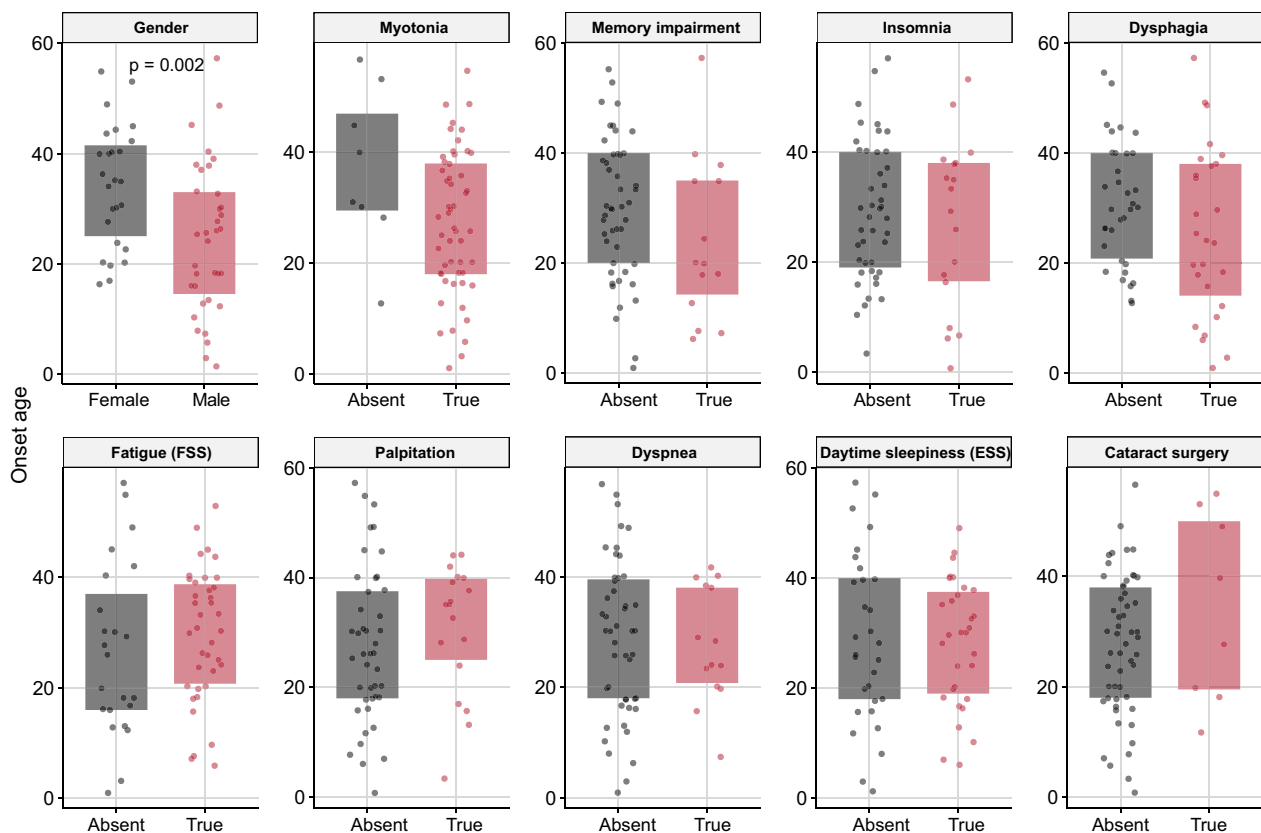 Gender Myotonia Memory impairment Insomnia Dysphagia
60 60 60 60 60
p = 0.002
40 40 40 40 40
20 20 20 20 20
0 0 0 0 0
Female Male Absent True Absent True Absent True Absent True
Onset age
Fatigue (FSS) Palpitation Dyspnea Daytime sleepiness (ESS) Cataract surgery
60 60 60
40 40 40 40 40
20 20 20 20 20
0 0 0 0 0
Absent True Absent True Absent True Absent True Absent True